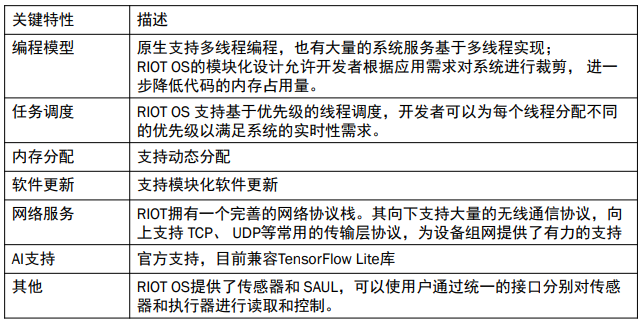 关键特性 描述
编程模型 原生支持多线程编程，也有大量的系统服务基于多线程实现；
RIOT OS的模块化设计允许开发者根据应用需求对系统进行裁剪， 进一
步降低代码的内存占用量。
任务调度 RIOT OS 支持基于优先级的线程调度，开发者可以为每个线程分配不同
的优先级以满足系统的实时性需求。
内存分配 支持动态分配
软件更新 支持模块化软件更新
网络服务 RIOT拥有一个完善的网络协议栈。其向下支持大量的无线通信协议，向
上支持 TCP、 UDP等常用的传输层协议，为设备组网提供了有力的支持
AI支持 官方支持，目前兼容TensorFlow Lite库
其他 RIOT OS提供了传感器和 SAUL，可以使用户通过统一的接口分别对传感
器和执行器进行读取和控制。